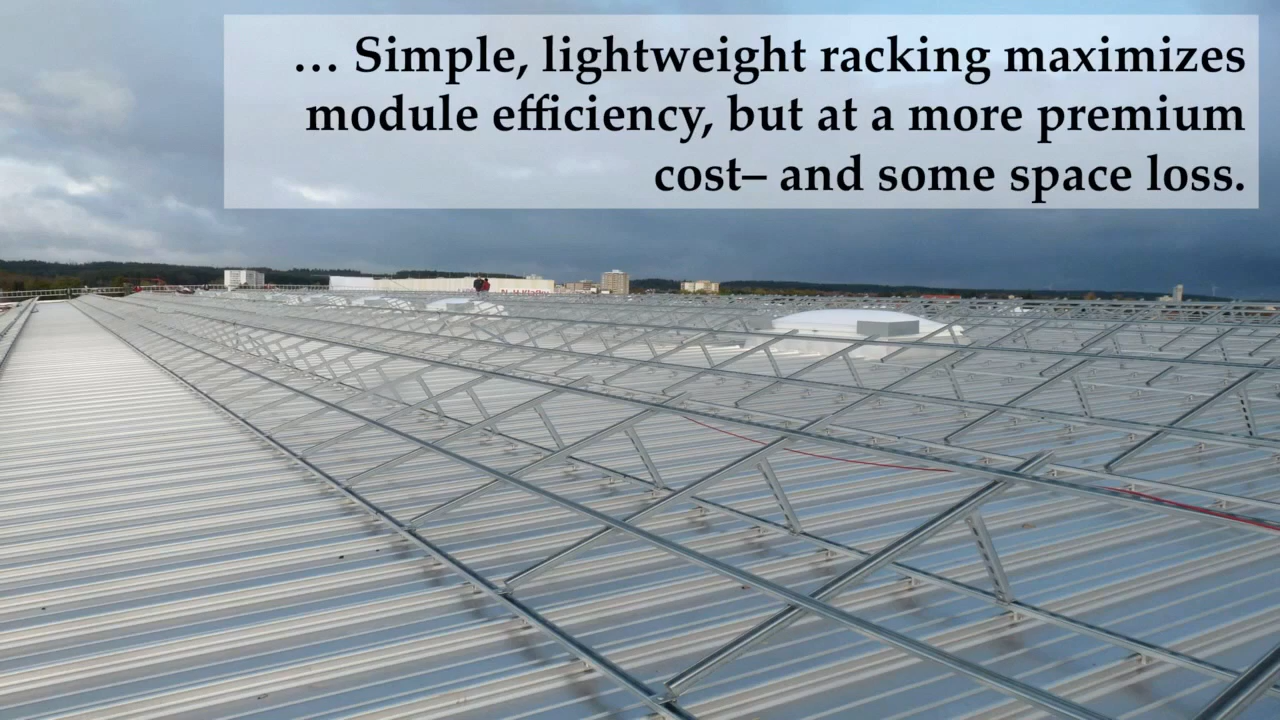 … Simple, lightweight racking maximizes
module efficiency, but at a more premium
cost– and some space loss.